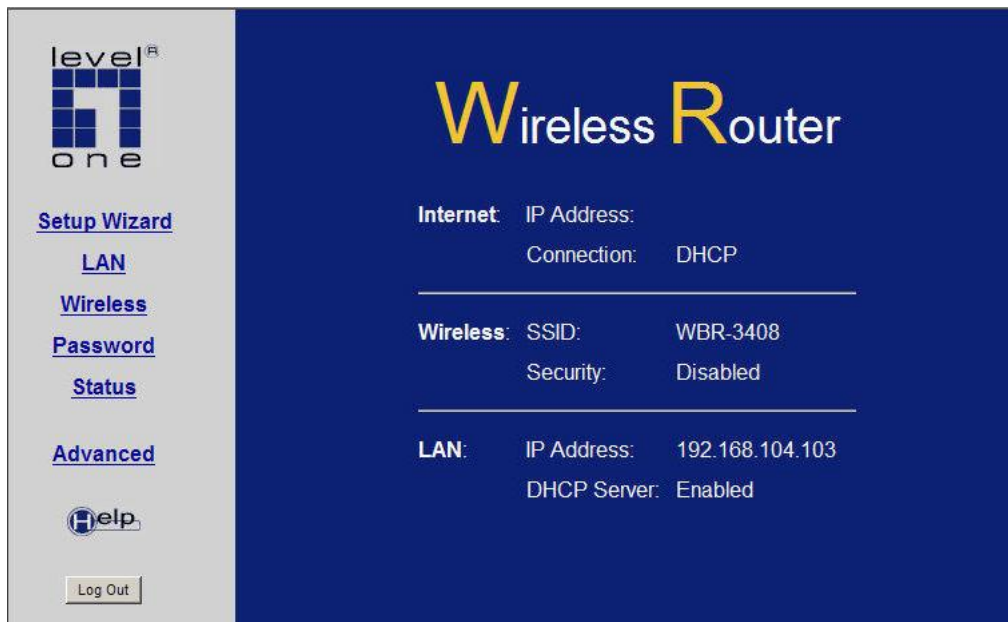 level®
one
Setup Wizard
LAN
Wireless
Password
Status
Advanced
Help
Log Out
Wireless Router
Internet: IP Address:
Connection: DHCP
Wireless: SSID: WBR-3408
Security: Disabled
LAN: IP Address: 192.168.104.103
DHCP Server: Enabled